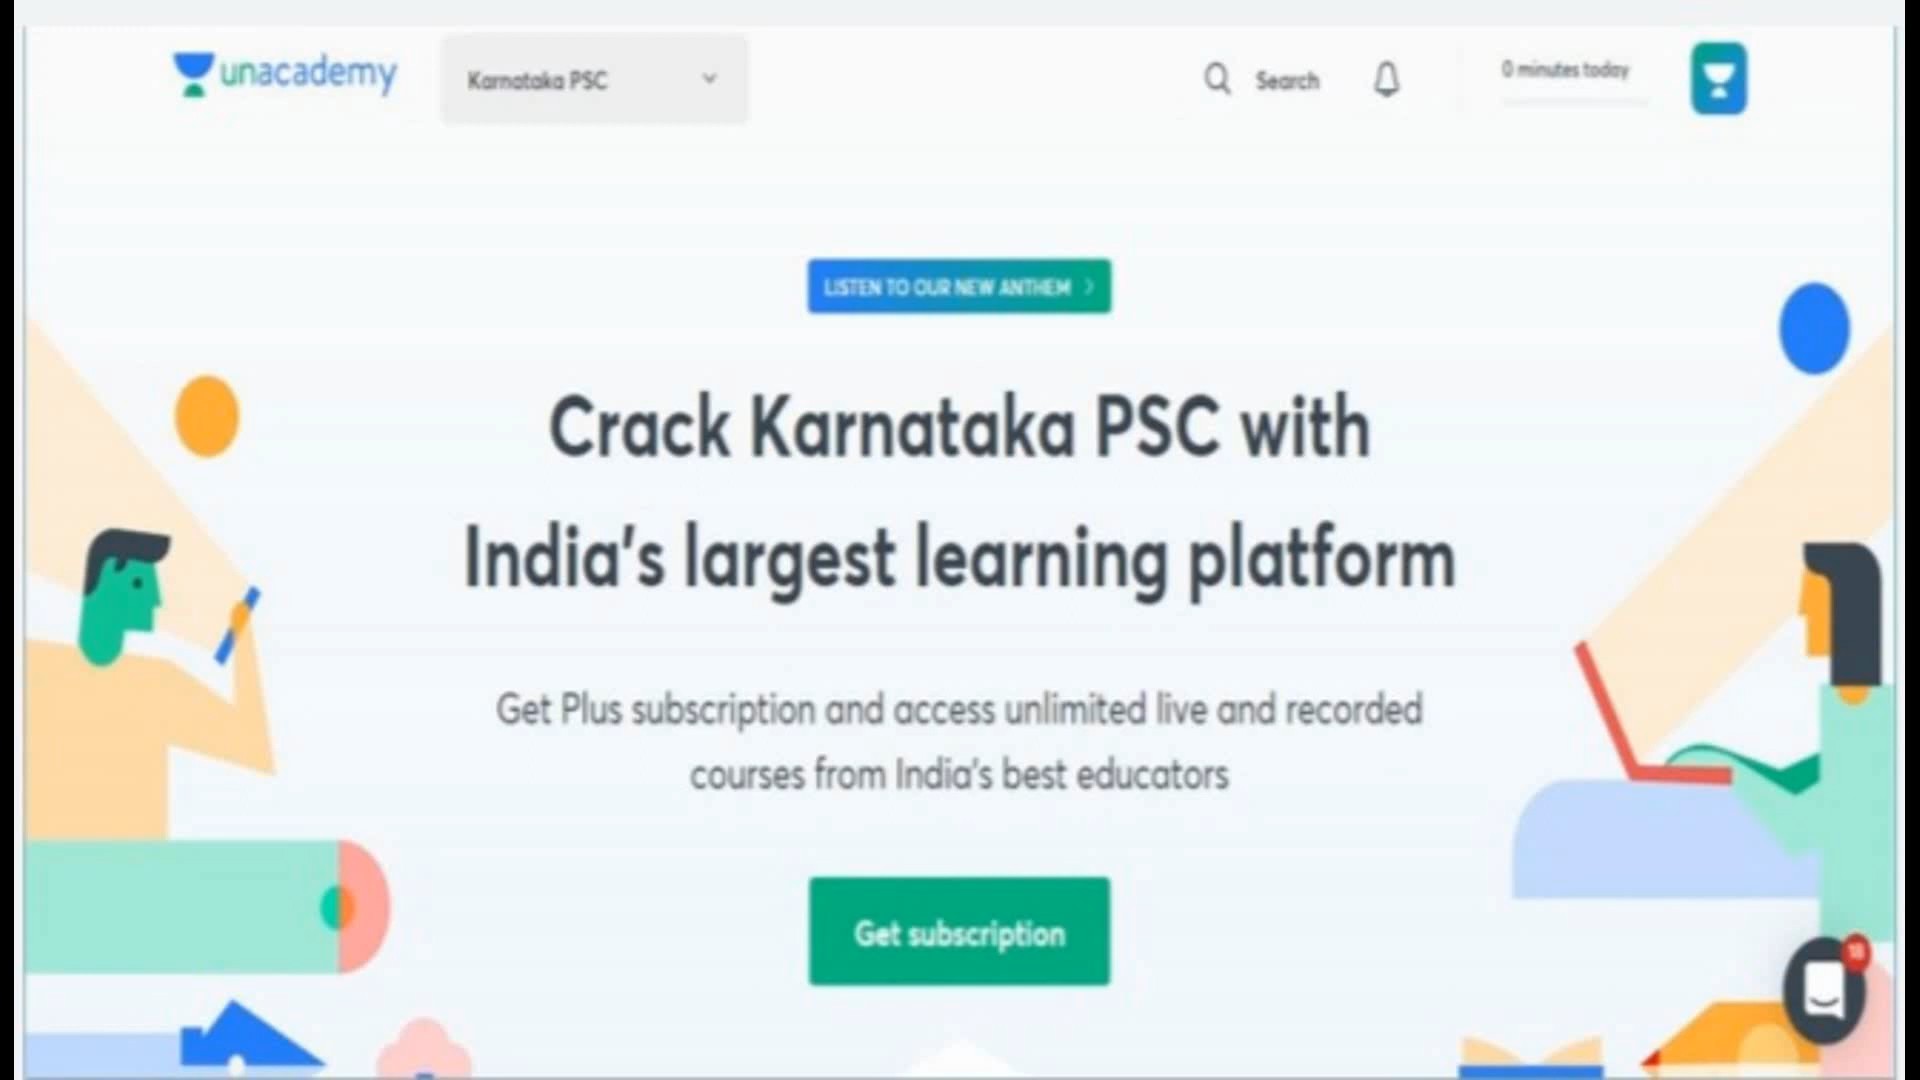 unacademy
Karnataka PSC
Search
0 minutes today
LISTEN TO OUR NEW ANTHEM
Crack Karnataka PSC with
India's largest learning platform
Get Plus subscription and access unlimited live and recorded
courses from India's best educators
Get subscription
18